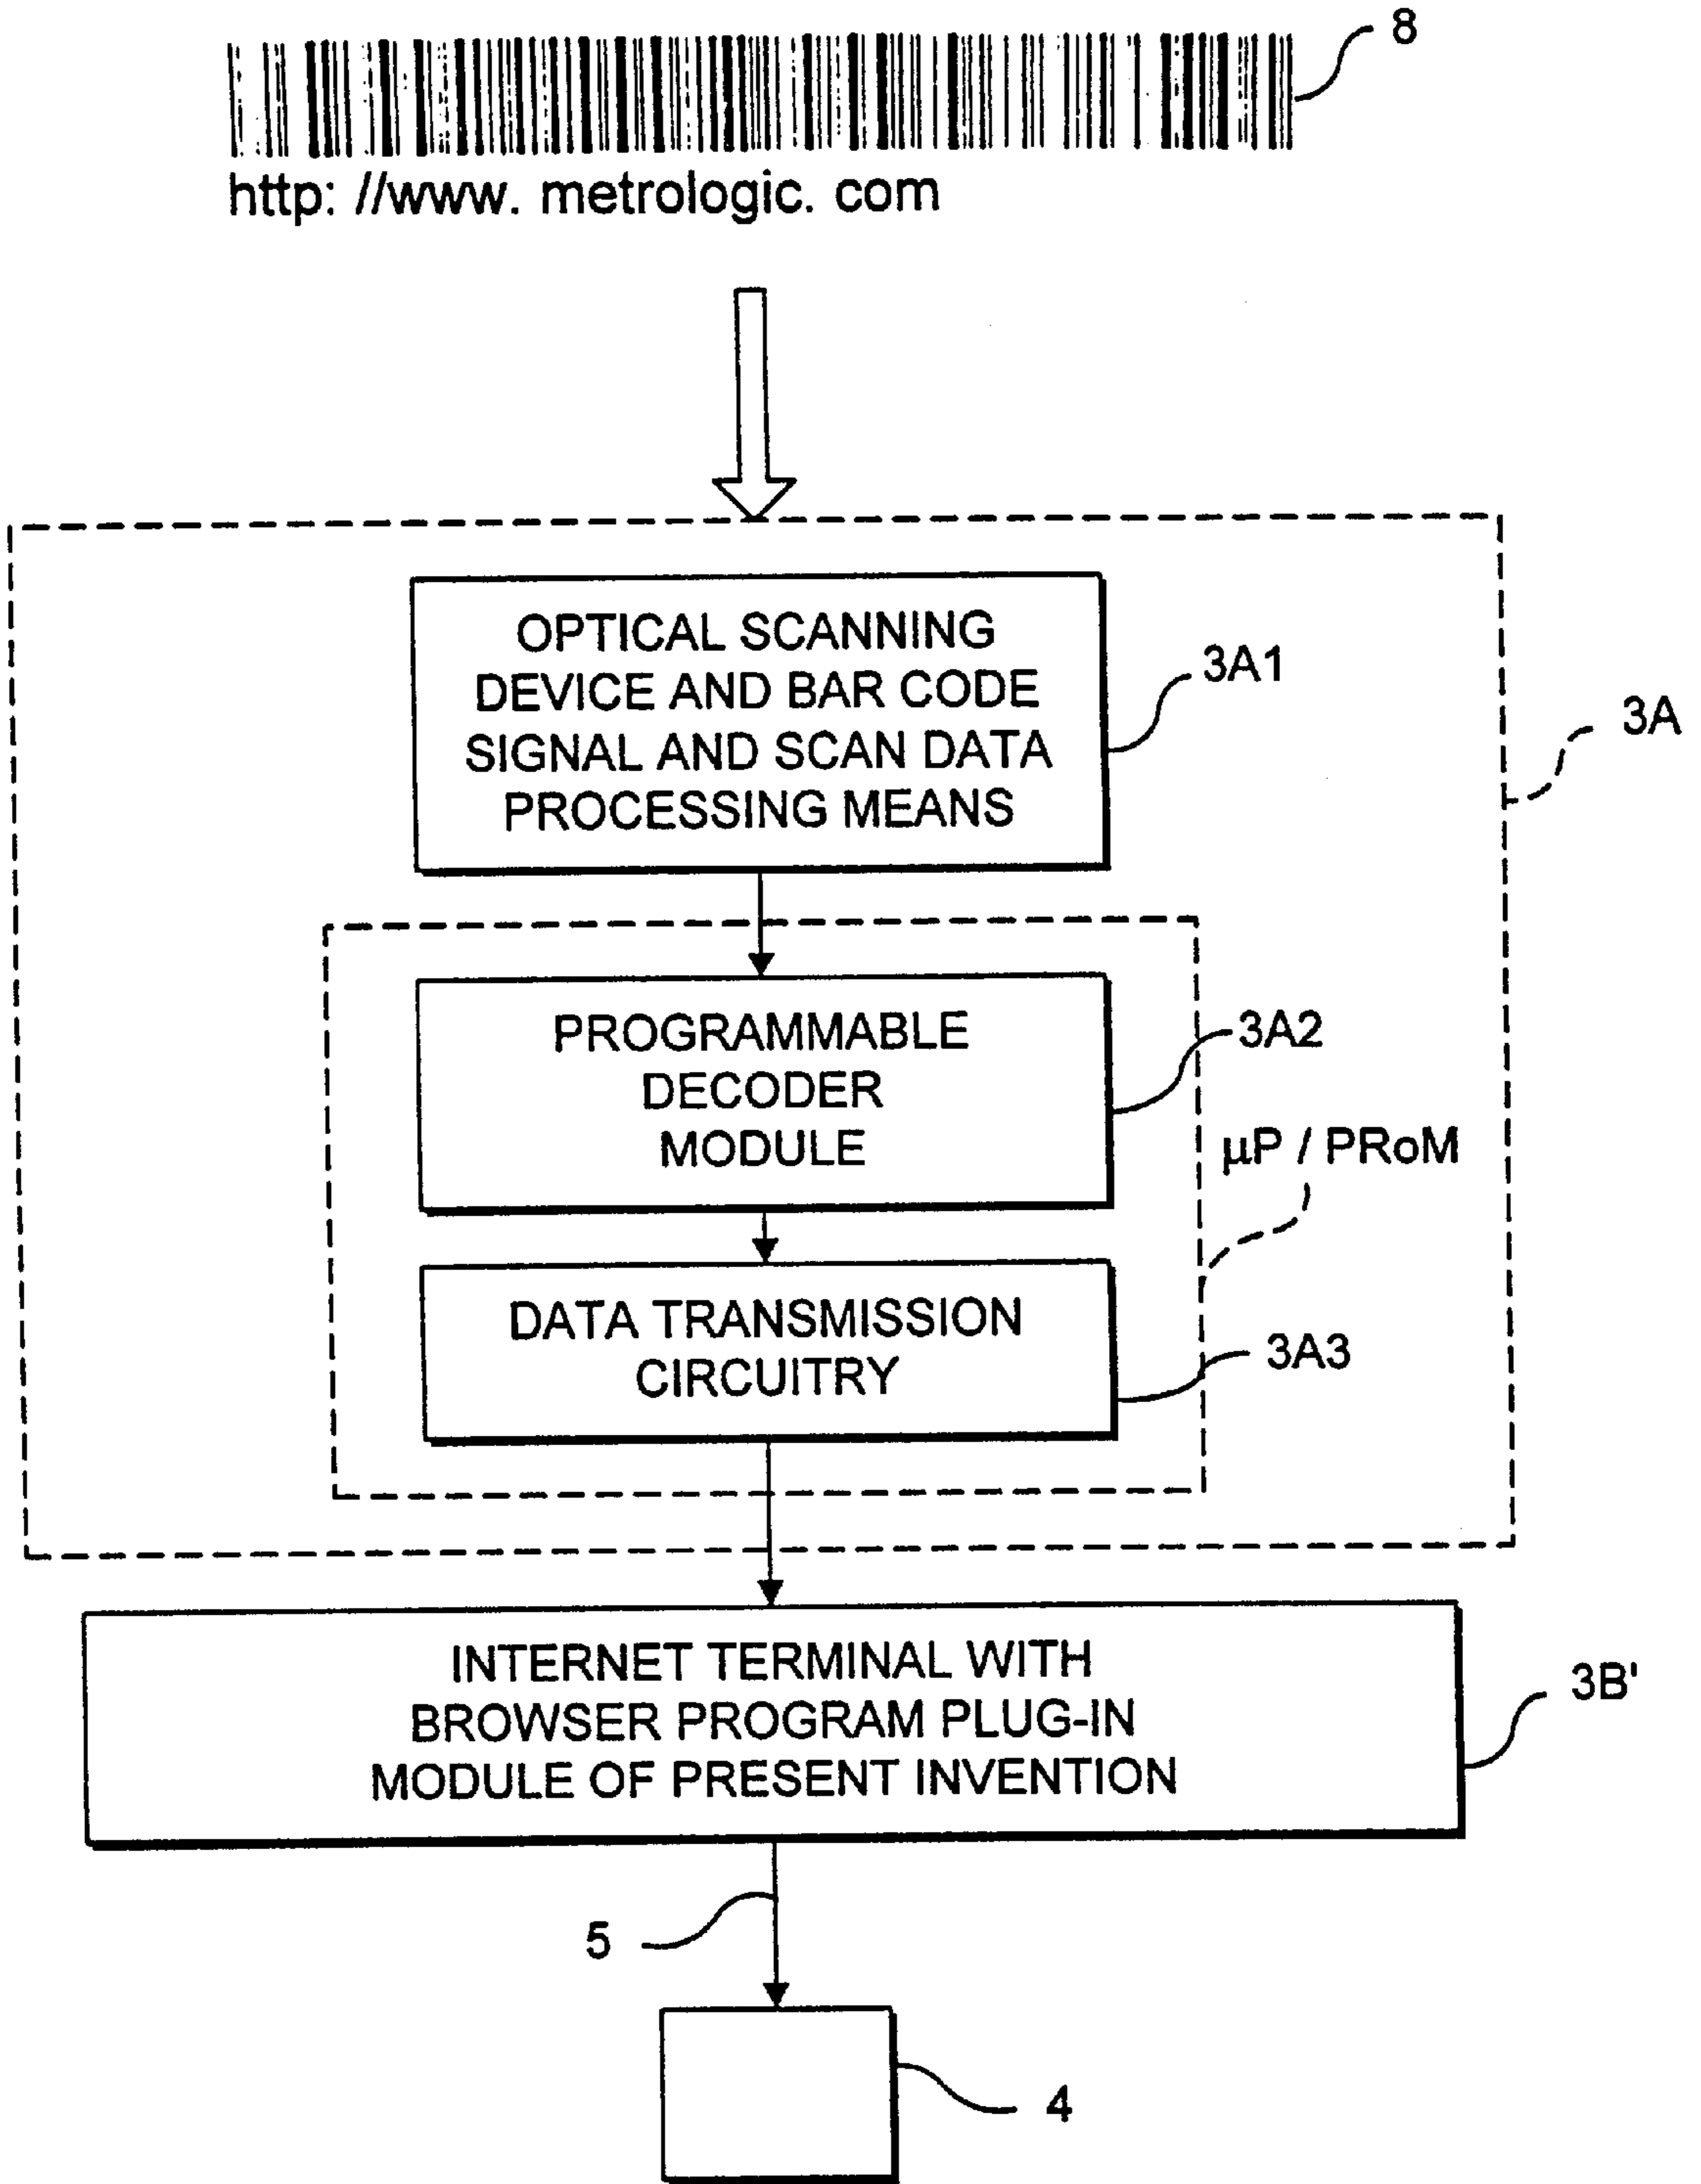 8
http: //www. metrologic. com
OPTICAL SCANNING
DEVICE AND BAR CODE
SIGNAL AND SCAN DATA
PROCESSING MEANS
3A1
3A
PROGRAMMABLE
DECODER
MODULE
3A2
µP / PRoM
DATA TRANSMISSION
CIRCUITRY
3A3
INTERNET TERMINAL WITH
BROWSER PROGRAM PLUG-IN
MODULE OF PRESENT INVENTION
3B'
5
4